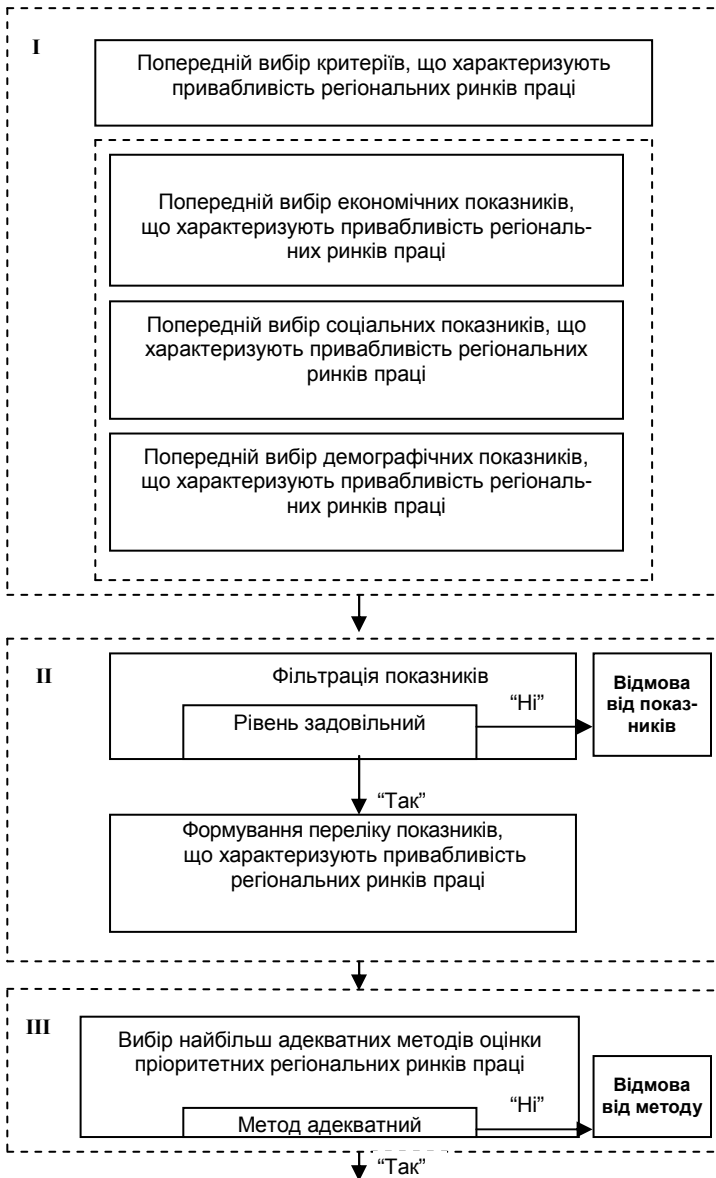 I
Попередній вибір критеріїв, що характеризують
привабливість регіональних ринків праці
Попередній вибір економічних показників,
що характеризують привабливість регіональ-
них ринків праці
Попередній вибір соціальних показників, що
характеризують привабливість регіональних
ринків праці
Попередній вибір демографічних показників,
що характеризують привабливість регіональ-
них ринків праці
II
Фільтрація показників
Рівень задовільний
“Ні”
Відмова
від показ-
ників
“Так”
Формування переліку показників,
що характеризують привабливість
регіональних ринків праці
III
Вибір найбільш адекватних методів оцінки
пріоритетних регіональних ринків праці
Метод адекватний
“Ні”
Відмова
від методу
“Так”